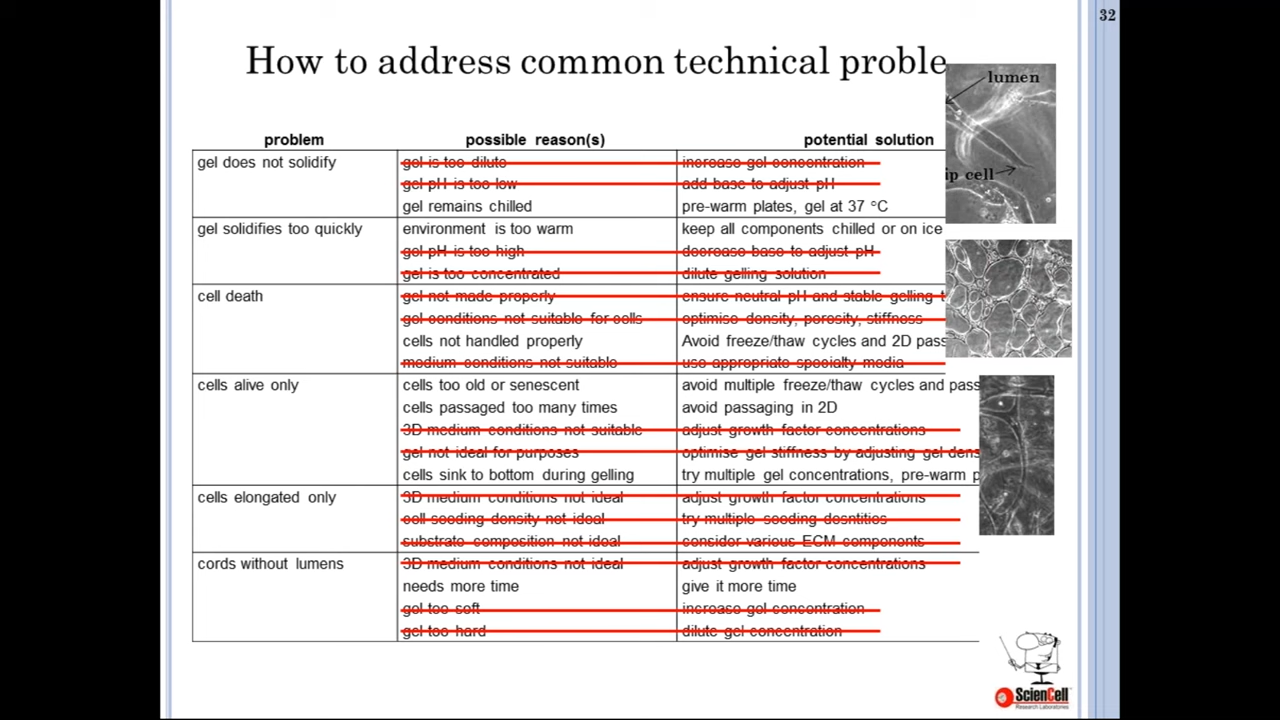 32
How to address common technical proble
lumen
ip cell
problem possible reason(s) potential solution
gel does not solidify gel is too dilute increase gel concentration
gel pH is too low add base to adjust pH
gel remains chilled pre-warm plates, gel at 37 °C
gel solidifies too quickly environment is too warm keep all components chilled or on ice
gel pH is too high decrease base to adjust pH
gel is too concentrated dilute gelling solution
cell death gel not made properly ensure neutral pH and stable gelling t
gel conditions not suitable for cells optimise density, porosity, stiffness
cells not handled properly Avoid freeze/thaw cycles and 2D pass
medium conditions not suitable use appropriate specialty media
cells alive only cells too old or senescent avoid multiple freeze/thaw cycles and pass
cells passaged too many times avoid passaging in 2D
3D medium conditions not suitable adjust growth factor concentrations
gel not ideal for purposes optimise gel stiffness by adjusting gel dens
cells sink to bottom during gelling try multiple gel concentrations, pre-warm p
cells elongated only 3D medium conditions not ideal adjust growth factor concentrations
cell seeding density not ideal try multiple seeding desntities
substrate composition not ideal consider various ECM components
cords without lumens 3D medium conditions not ideal adjust growth factor concentrations
needs more time give it more time
gel too soft increase gel concentration
gel too hard dilute gel concentration
ScienCell
Research Laboratories